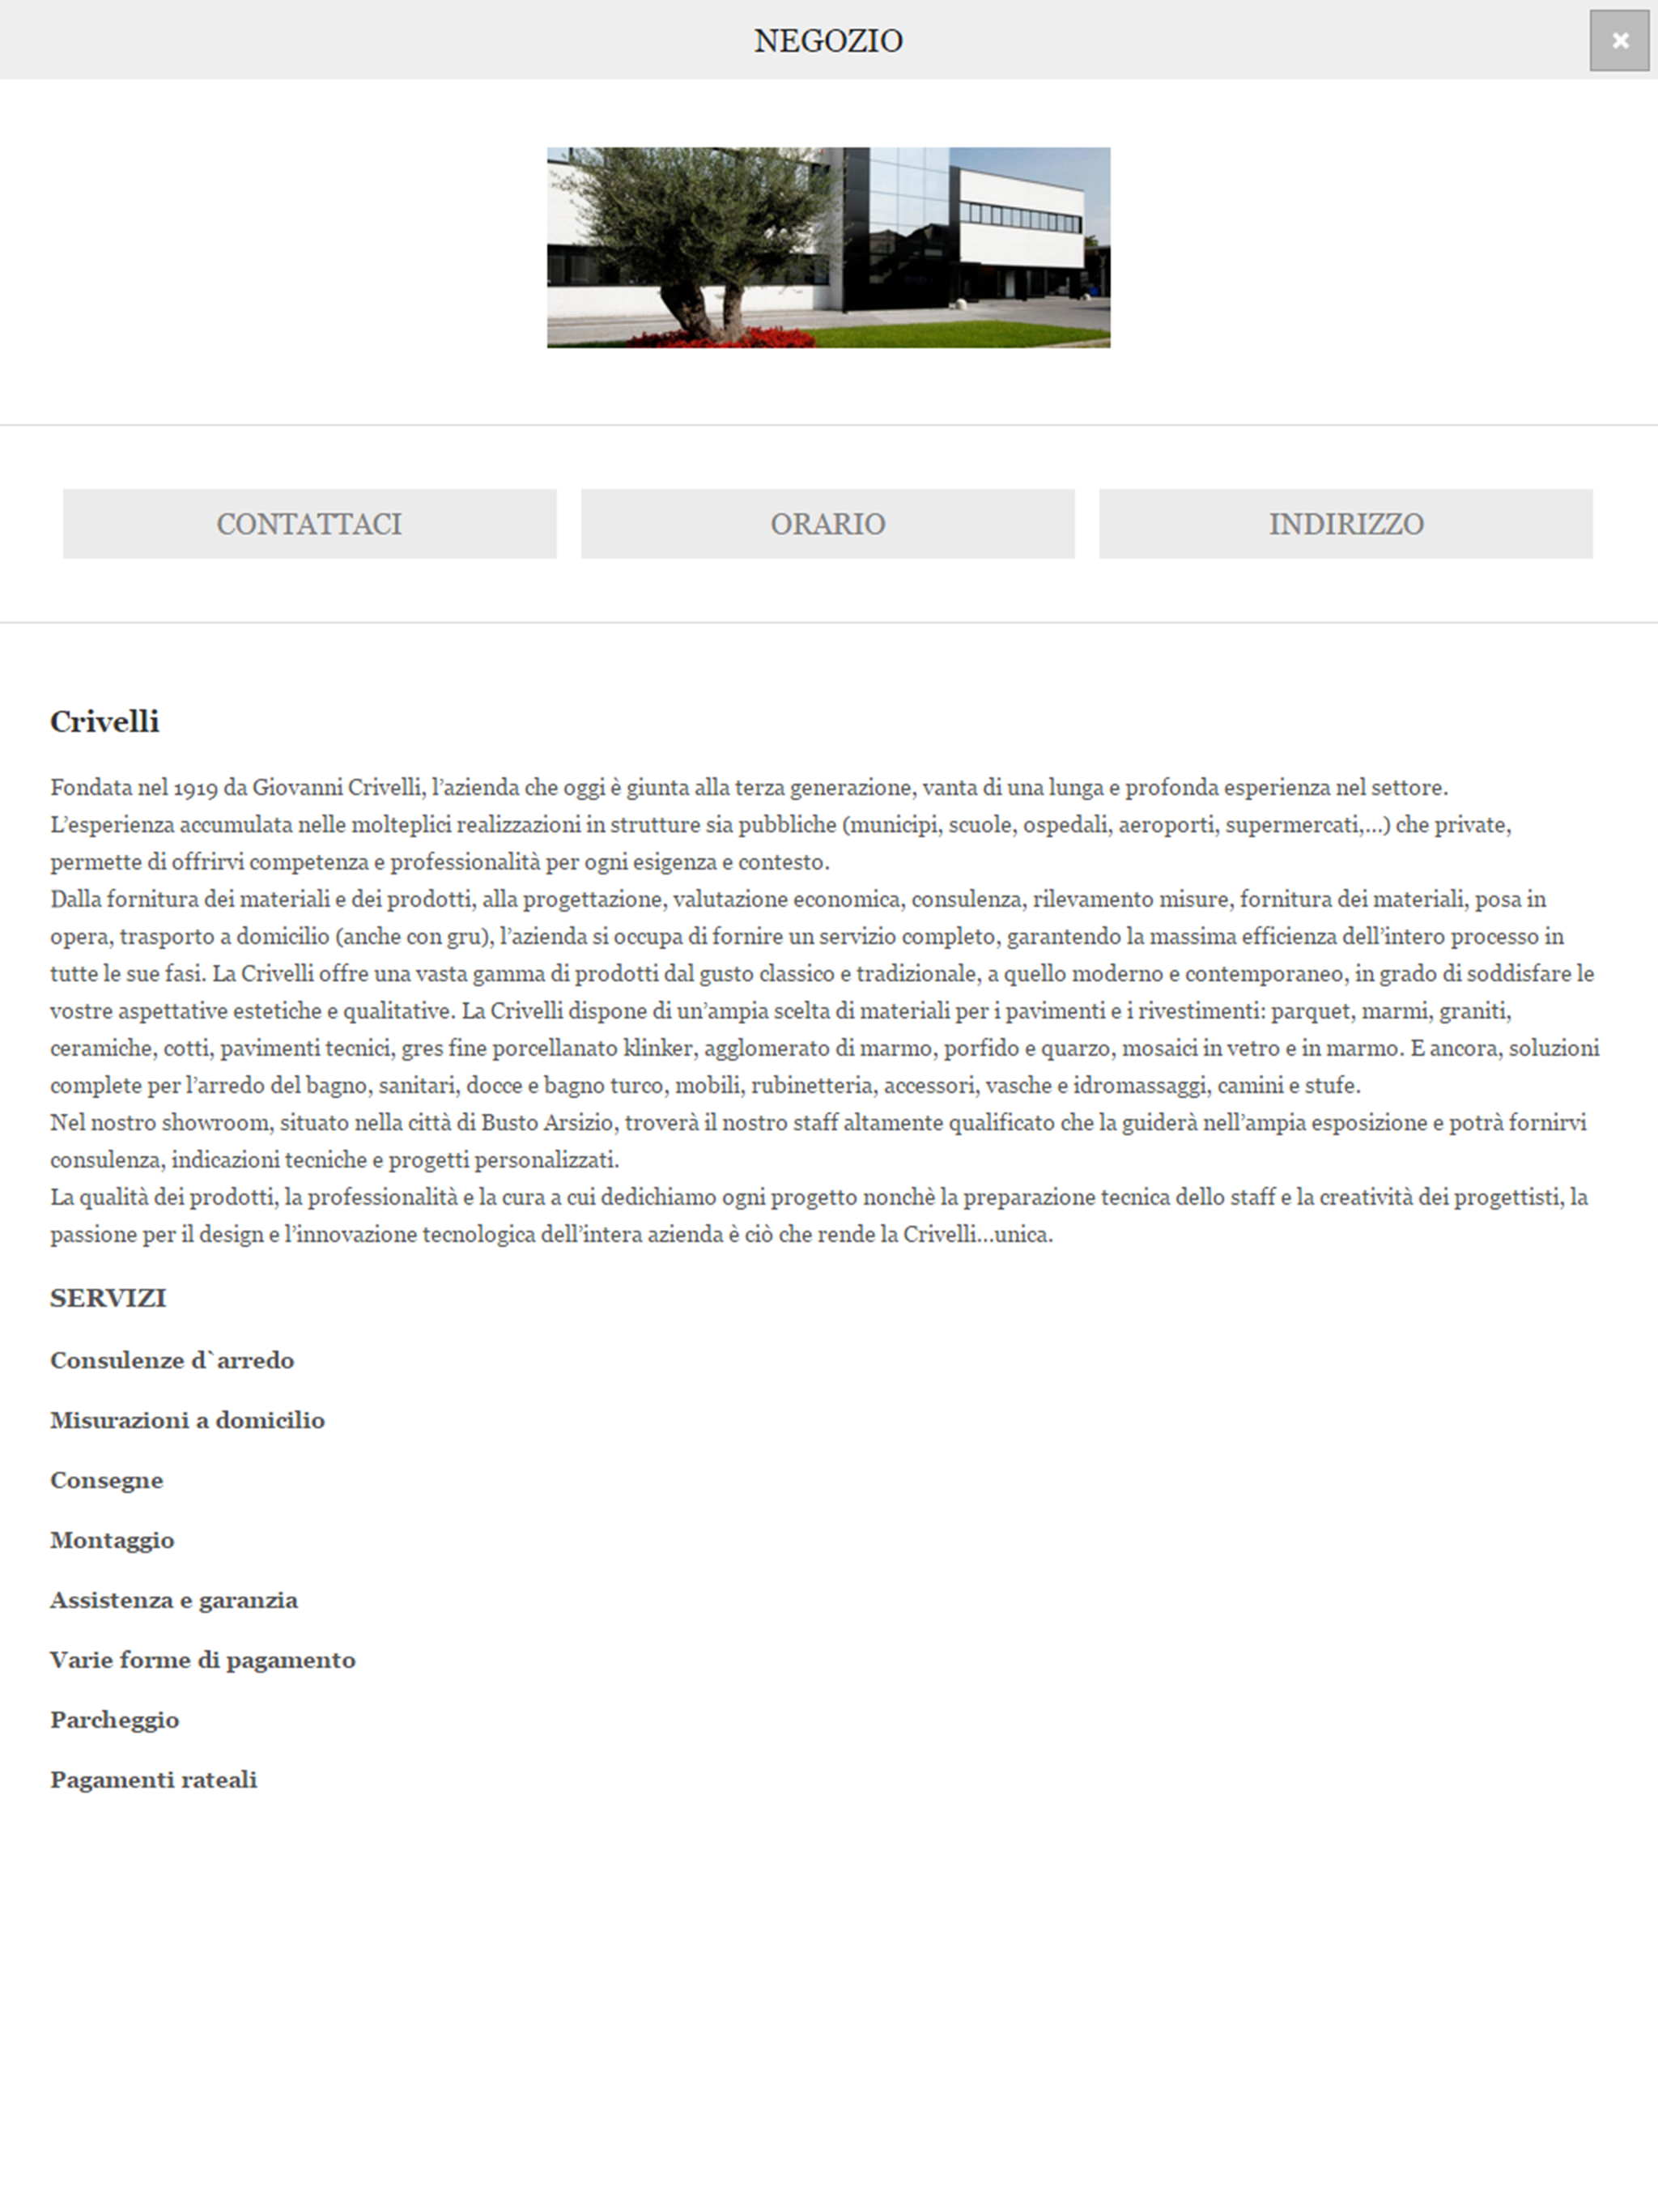 NEGOZIO
×
CONTATTACI
ORARIO
INDIRIZZO
Crivelli
Fondata nel 1919 da Giovanni Crivelli, l’azienda che oggi è giunta alla terza generazione, vanta di una lunga e profonda esperienza nel settore.
L’esperienza accumulata nelle molteplici realizzazioni in strutture sia pubbliche (municipi, scuole, ospedali, aeroporti, supermercati,...) che private,
permette di offrirvi competenza e professionalità per ogni esigenza e contesto.
Dalla fornitura dei materiali e dei prodotti, alla progettazione, valutazione economica, consulenza, rilevamento misure, fornitura dei materiali, posa in
opera, trasporto a domicilio (anche con gru), l’azienda si occupa di fornire un servizio completo, garantendo la massima efficienza dell’intero processo in
tutte le sue fasi. La Crivelli offre una vasta gamma di prodotti dal gusto classico e tradizionale, a quello moderno e contemporaneo, in grado di soddisfare le
vostre aspettative estetiche e qualitative. La Crivelli dispone di un’ampia scelta di materiali per i pavimenti e i rivestimenti: parquet, marmi, graniti,
ceramiche, cotti, pavimenti tecnici, gres fine porcellanato klinker, agglomerato di marmo, porfido e quarzo, mosaici in vetro e in marmo. E ancora, soluzioni
complete per l’arredo del bagno, sanitari, docce e bagno turco, mobili, rubinetteria, accessori, vasche e idromassaggi, camini e stufe.
Nel nostro showroom, situato nella città di Busto Arsizio, troverà il nostro staff altamente qualificato che la guiderà nell’ampia esposizione e potrà fornirvi
consulenza, indicazioni tecniche e progetti personalizzati.
La qualità dei prodotti, la professionalità e la cura a cui dedichiamo ogni progetto nonchè la preparazione tecnica dello staff e la creatività dei progettisti, la
passione per il design e l’innovazione tecnologica dell’intera azienda è ciò che rende la Crivelli...unica.
SERVIZI
Consulenze d`arredo
Misurazioni a domicilio
Consegne
Montaggio
Assistenza e garanzia
Varie forme di pagamento
Parcheggio
Pagamenti rateali